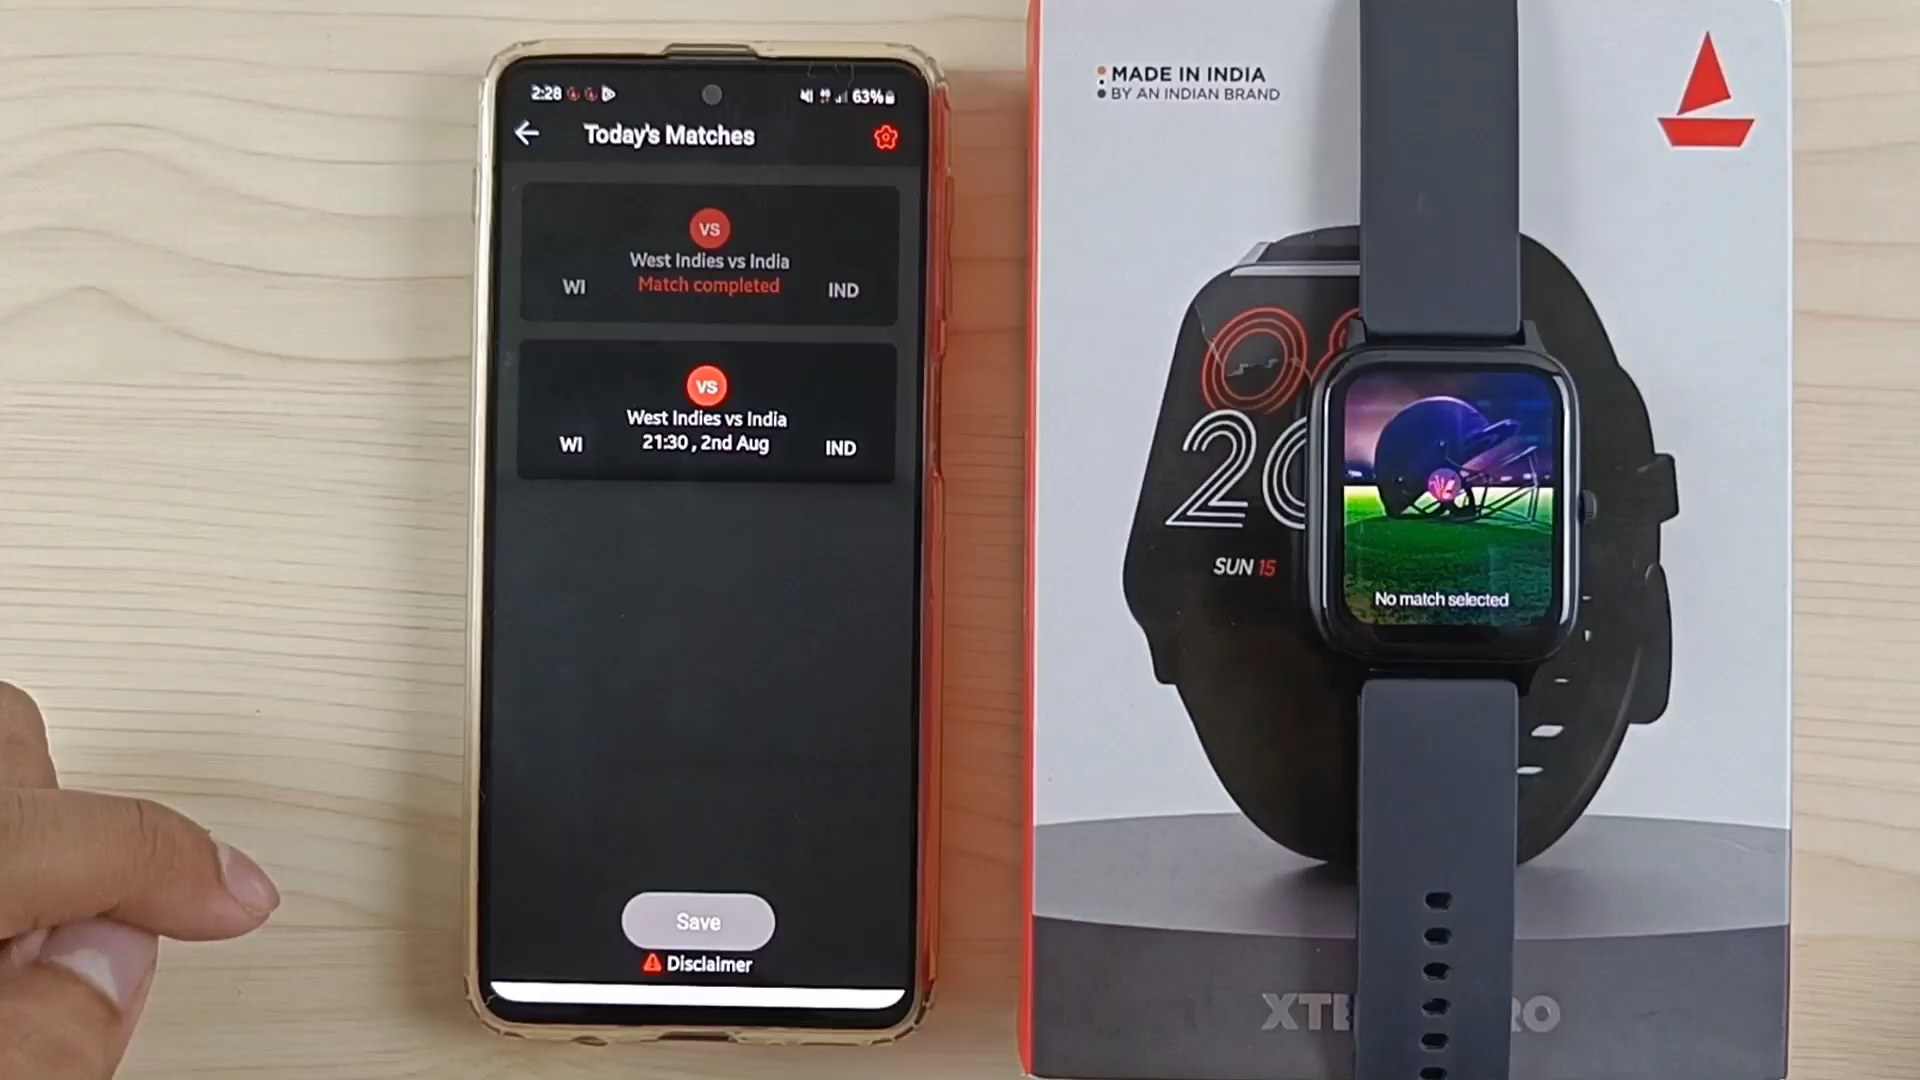 2:28
63%
Today's Matches
VS
West Indies vs India
Match completed
WI
IND
VS
West Indies vs India
21:30 , 2nd Aug
WI
IND
Save
Disclaimer
MADE IN INDIA
BY AN INDIAN BRAND
SUN 15
No match selected